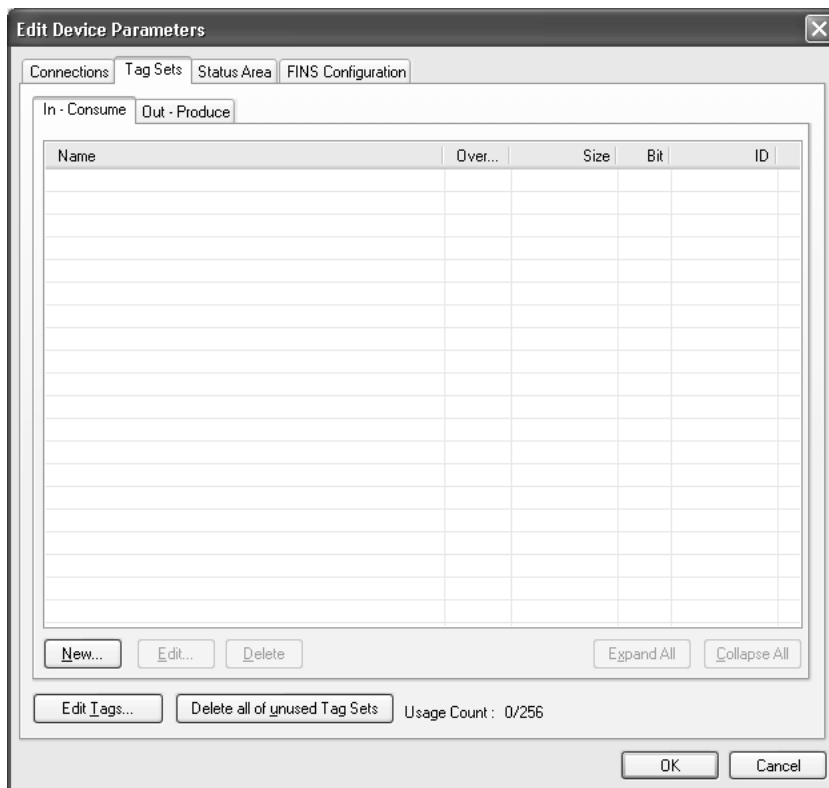 Edit Device Parameters
Connections Tag Sets Status Area FINS Configuration
In - Consume Out - Produce
Name Over... Size Bit ID
New... Edit... Delete Expand All Collapse All
Edit Tags... Delete all of unused Tag Sets Usage Count : 0/256
OK Cancel